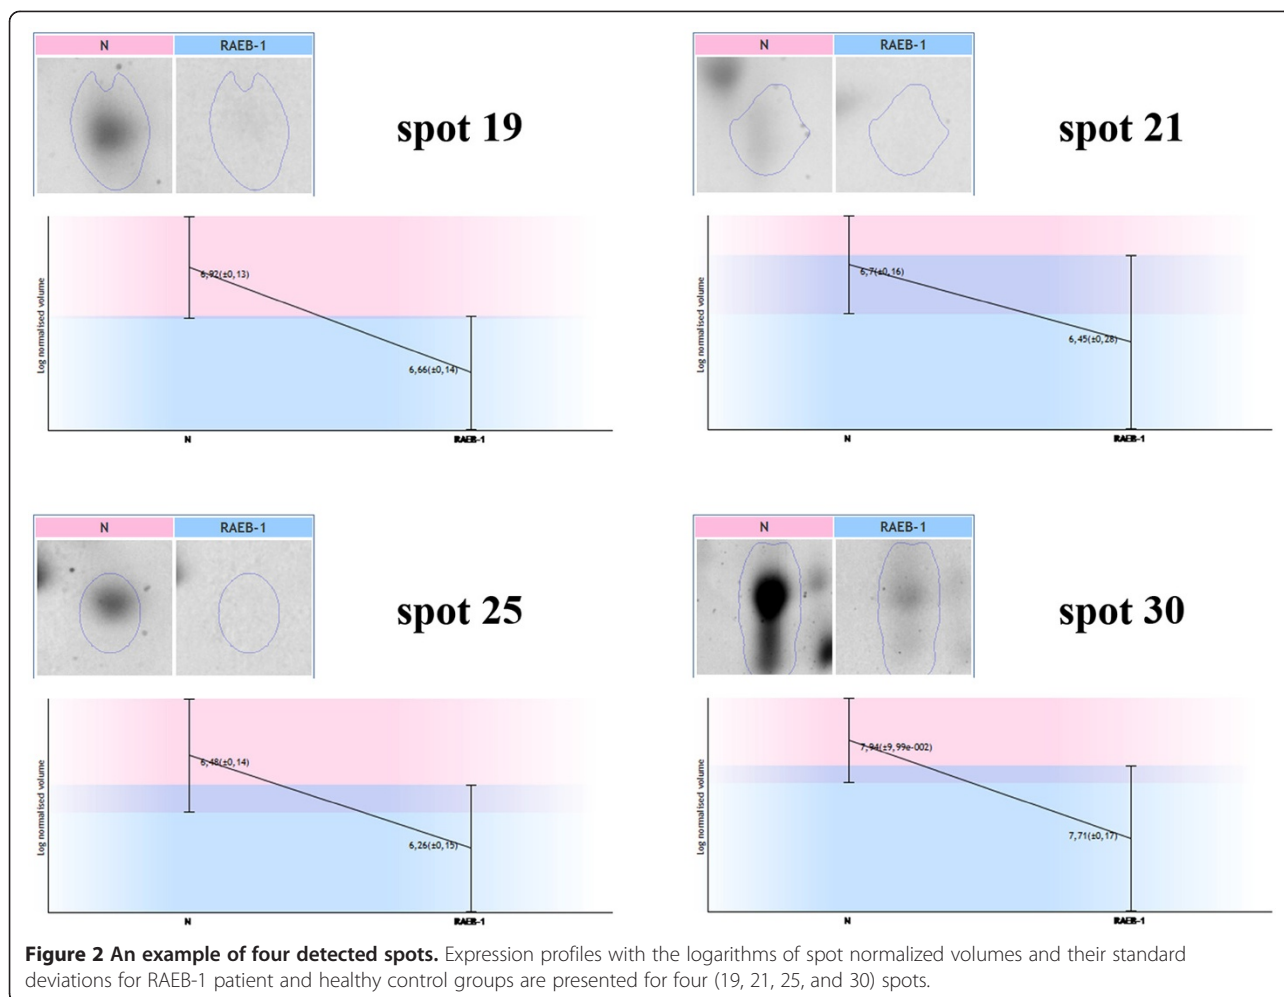 N RAEB-1
spot 19
Log normalised volume
6,92(±0,13)
6,66(±0,14)
N RAEB-1
N RAEB-1
spot 21
Log normalised volume
6,7(±0,16)
6,45(±0,28)
N RAEB-1
N RAEB-1
spot 25
Log normalised volume
6,48(±0,14)
6,26(±0,15)
N RAEB-1
N RAEB-1
spot 30
Log normalised volume
7,94(±9,99e-002)
7,71(±0,17)
N RAEB-1
Figure 2 An example of four detected spots. Expression profiles with the logarithms of spot normalized volumes and their standard
deviations for RAEB-1 patient and healthy control groups are presented for four (19, 21, 25, and 30) spots.